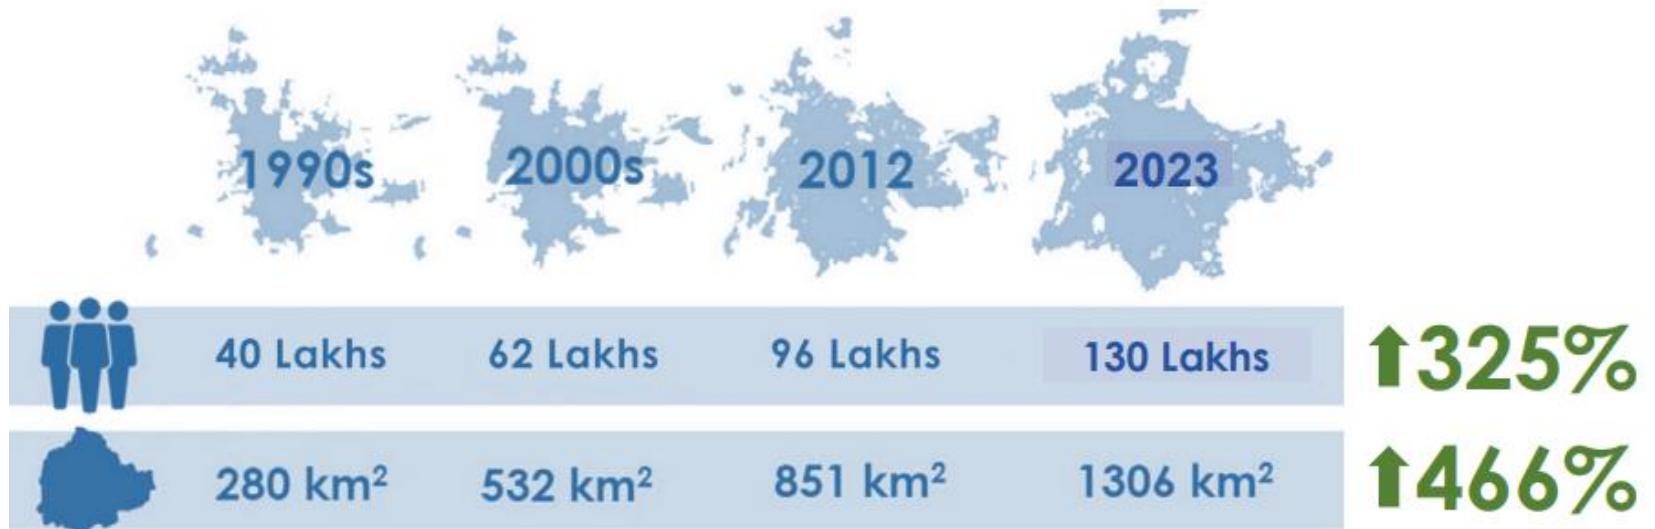 1990s 2000s 2012 2023
40 Lakhs 62 Lakhs 96 Lakhs 130 Lakhs ⬆325%
280 km² 532 km² 851 km² 1306 km² ⬆466%